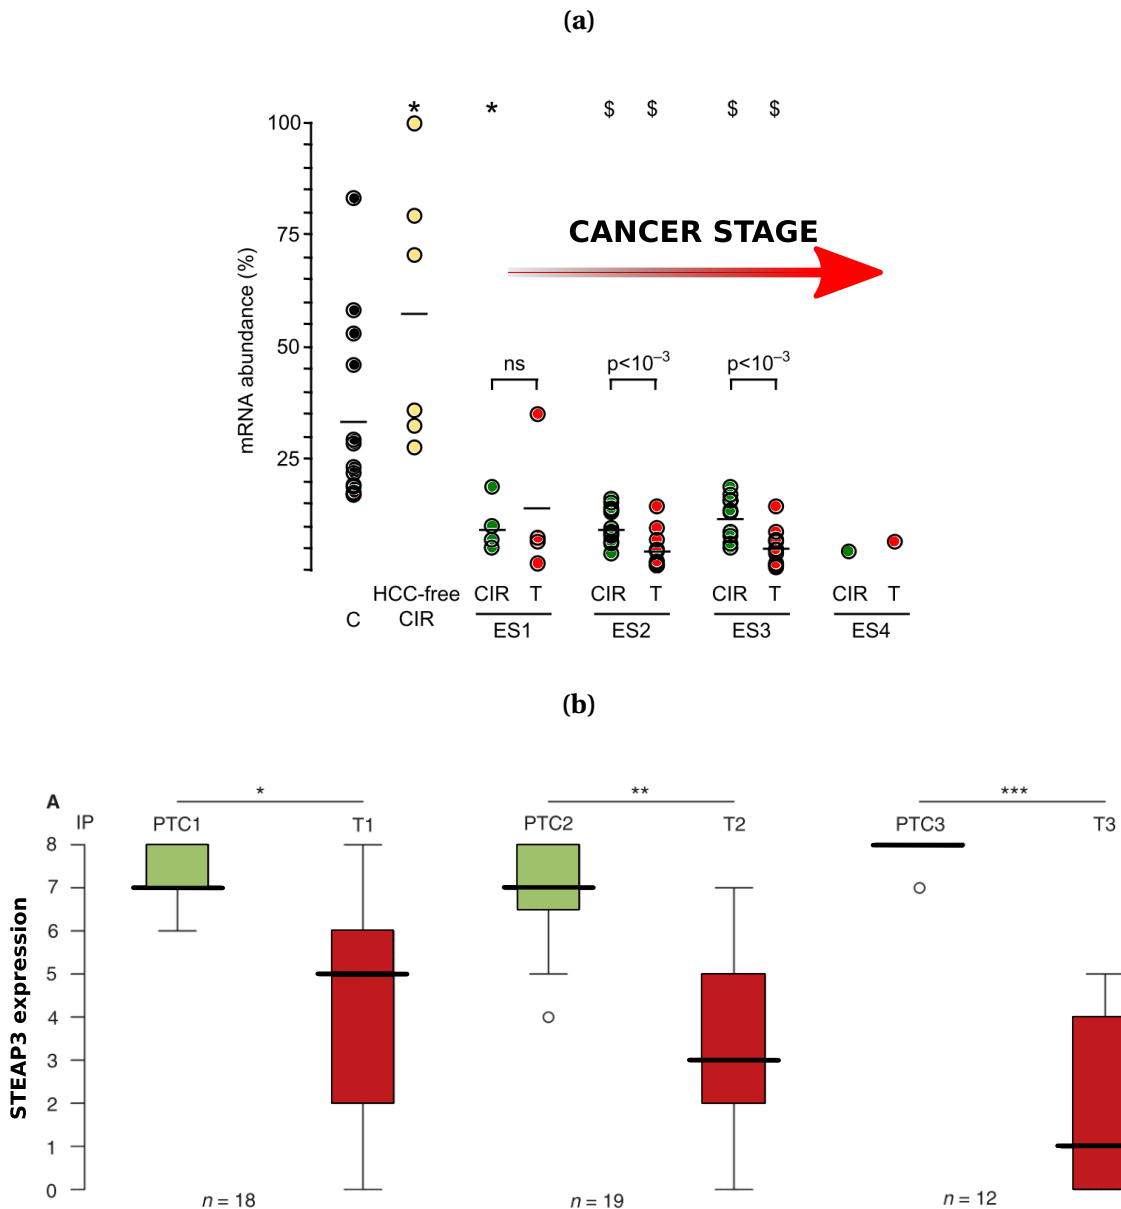 (a)
* * $ $ $ $
100
75
50
25
mRNA abundance (%)
CANCER STAGE
ns p<10⁻³ p<10⁻³
HCC-free CIR T CIR T CIR T CIR T
C CIR
ES1 ES2 ES3 ES4
(b)
A * ** ***
IP PTC1 T1 PTC2 T2 PTC3 T3
8
7
6
5
4
3
2
1
0
STEAP3 expression
n = 18 n = 19 n = 12